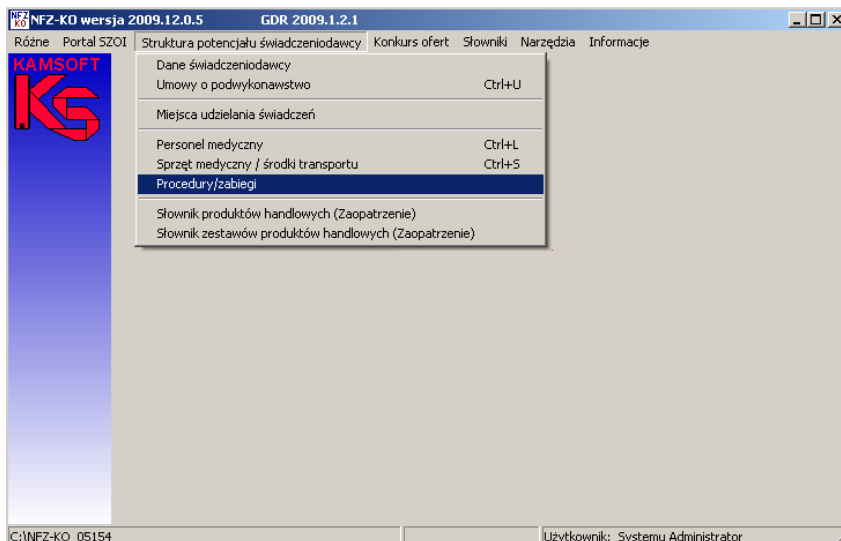 NFZ-KO wersja 2009.12.0.5 GDR 2009.1.2.1
Różne Portal SZOI Struktura potencjału świadczeniodawcy Konkurs ofert Słowniki Narzędzia Informacje
KAMSOFT
Dane świadczeniodawcy
Umowy o podwykonawstwo Ctrl+U
Miejsca udzielania świadczeń
Personel medyczny Ctrl+L
Sprzęt medyczny / środki transportu Ctrl+S
Procedury/zabiegi
Słownik produktów handlowych (Zaopatrzenie)
Słownik zestawów produktów handlowych (Zaopatrzenie)
C:\NFZ-KO_05154 Użytkownik: Systemu Administrator